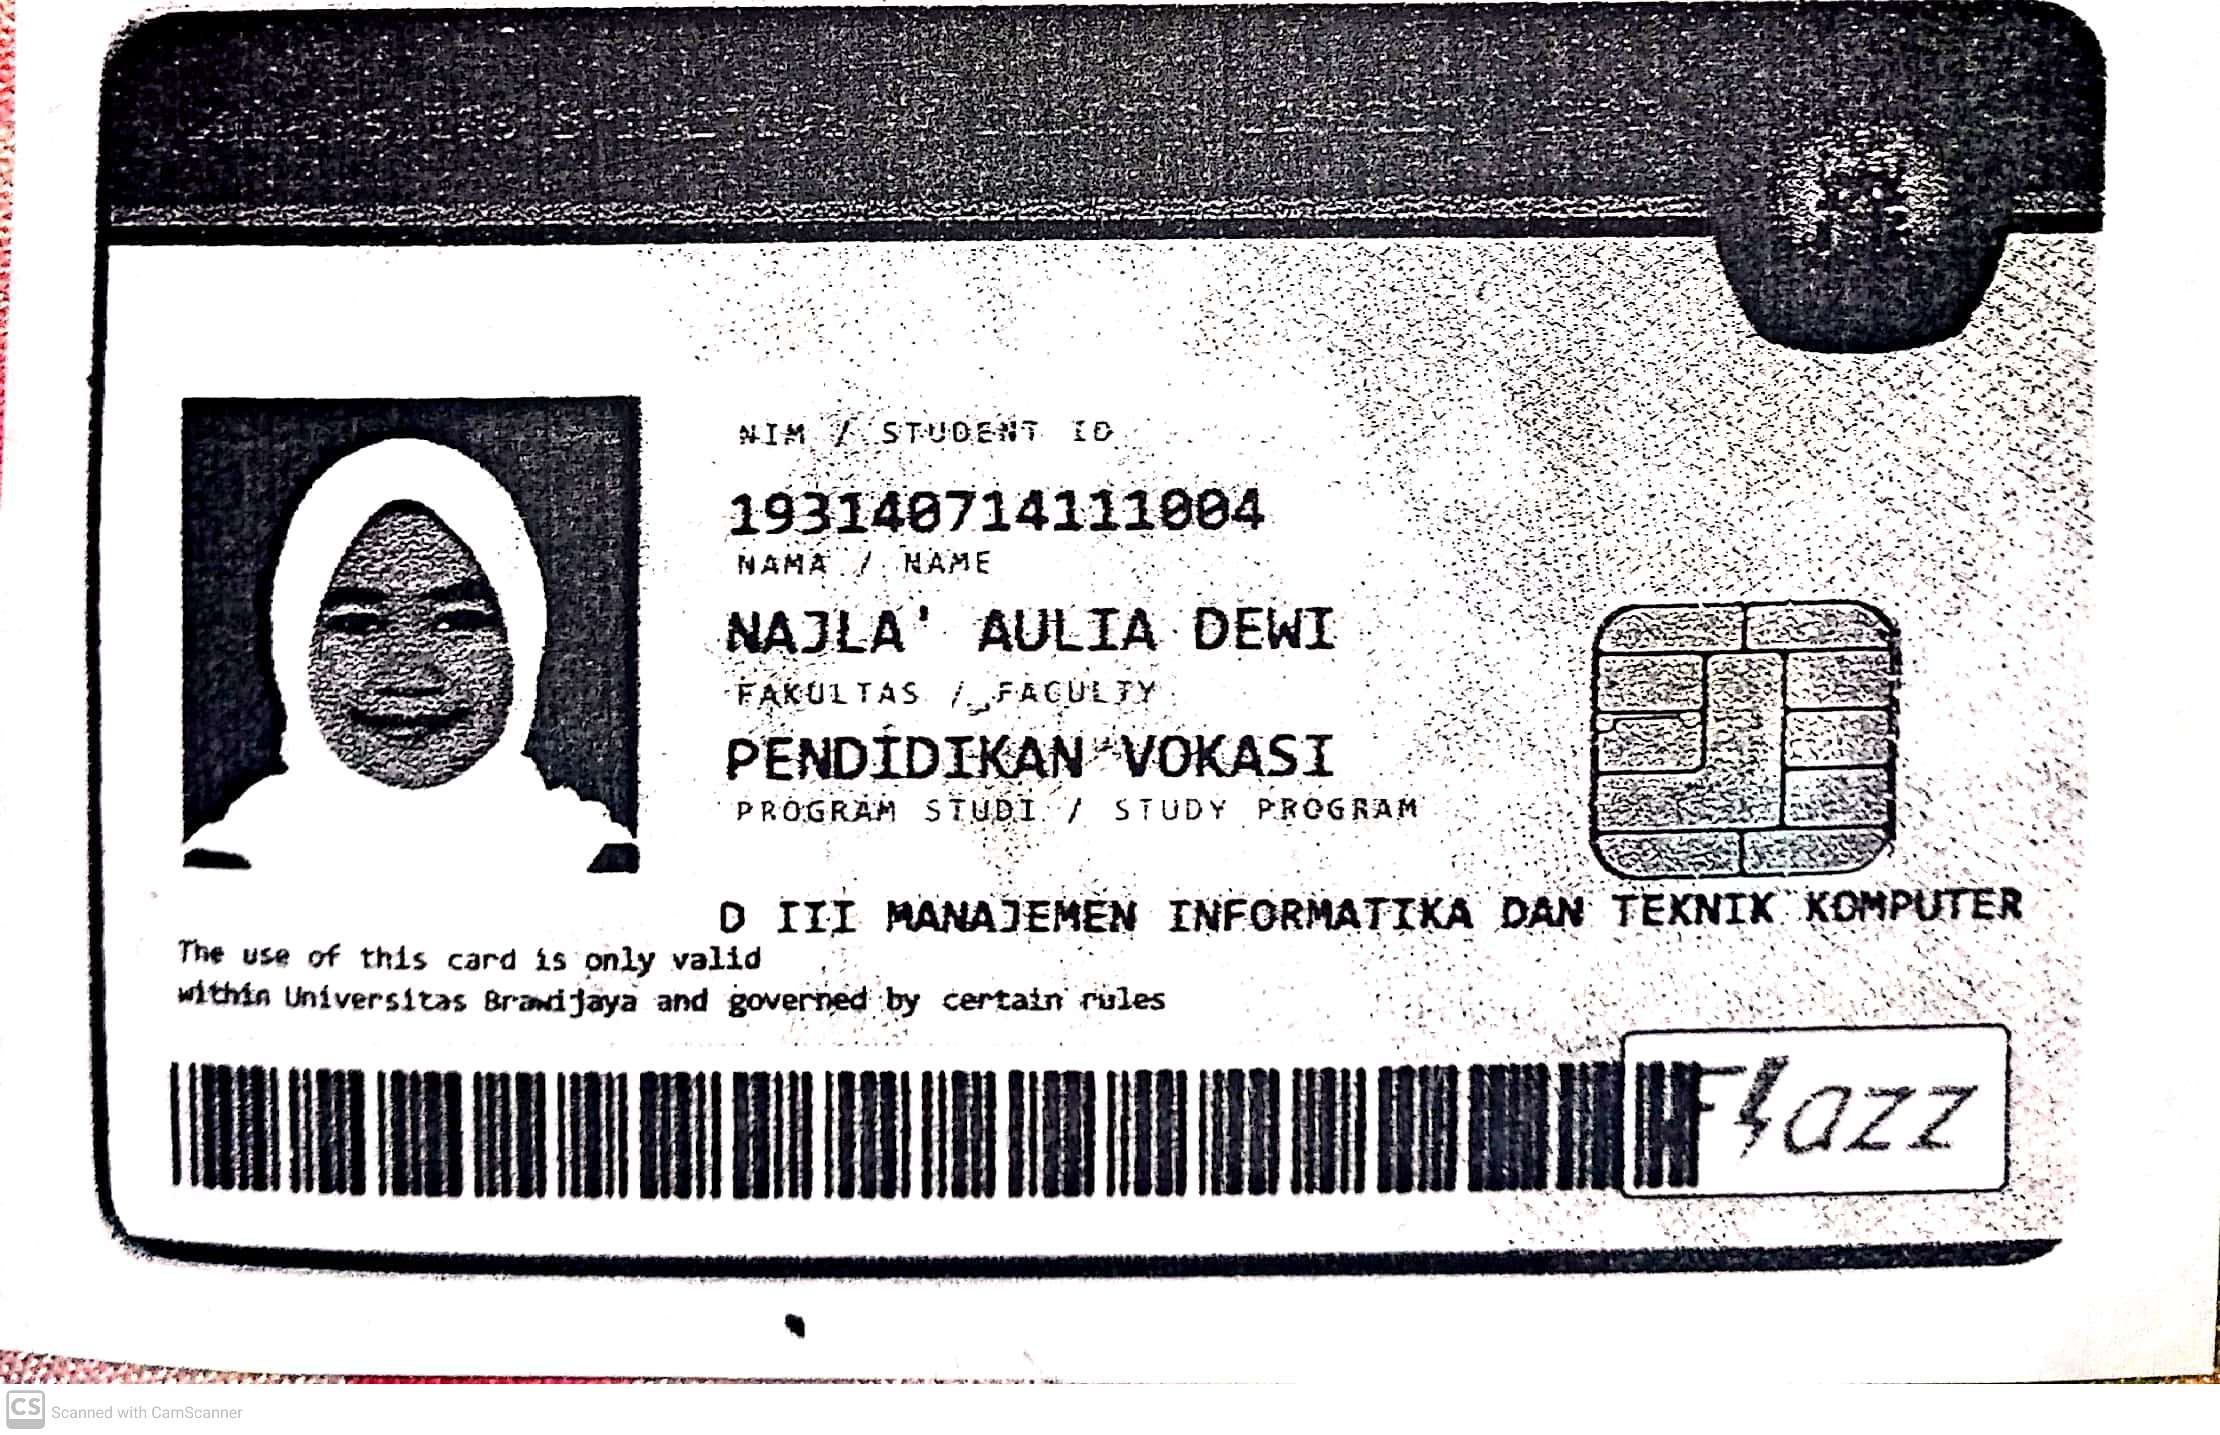 NIM / STUDENT ID
193140714111004
NAMA / NAME
NAJLA' AULIA DEWI
FAKULTAS / FACULTY
PENDIDIKAN VOKASI
PROGRAM STUDI / STUDY PROGRAM
D III MANAJEMEN INFORMATIKA DAN TEKNIK KOMPUTER
The use of this card is only valid
within Universitas Brawijaya and governed by certain rules
Flazz
CS Scanned with CamScanner